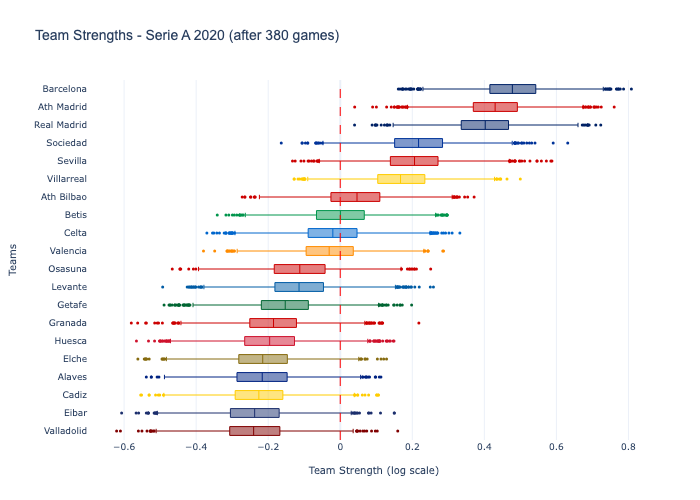 Team Strengths - Serie A 2020 (after 380 games)
Barcelona
Ath Madrid
Real Madrid
Sociedad
Sevilla
Villarreal
Ath Bilbao
Betis
Celta
Valencia
Osasuna
Levante
Getafe
Granada
Huesca
Elche
Alaves
Cadiz
Eibar
Valladolid
Teams
−0.6 −0.4 −0.2 0 0.2 0.4 0.6 0.8
Team Strength (log scale)